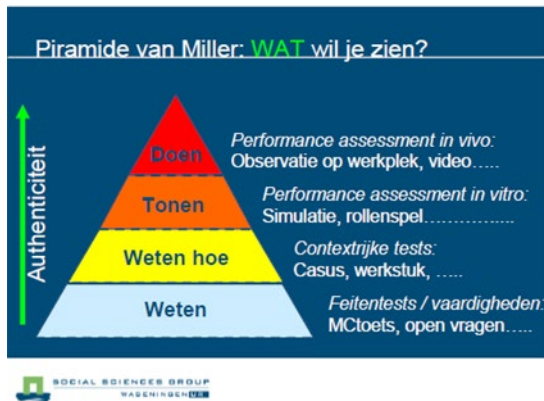 Piramide van Miller: WAT wil je zien?
Authenticiteit
Doen
Performance assessment in vivo:
Observatie op werkplek, video.....
Tonen
Performance assessment in vitro:
Simulatie, rollenspel................
Weten hoe
Contextrijke tests:
Casus, werkstuk, .....
Weten
Feitentests / vaardigheden:
MCtoets, open vragen.....
SOCIAL SCIENCES GROUP
WAGENINGEN UR